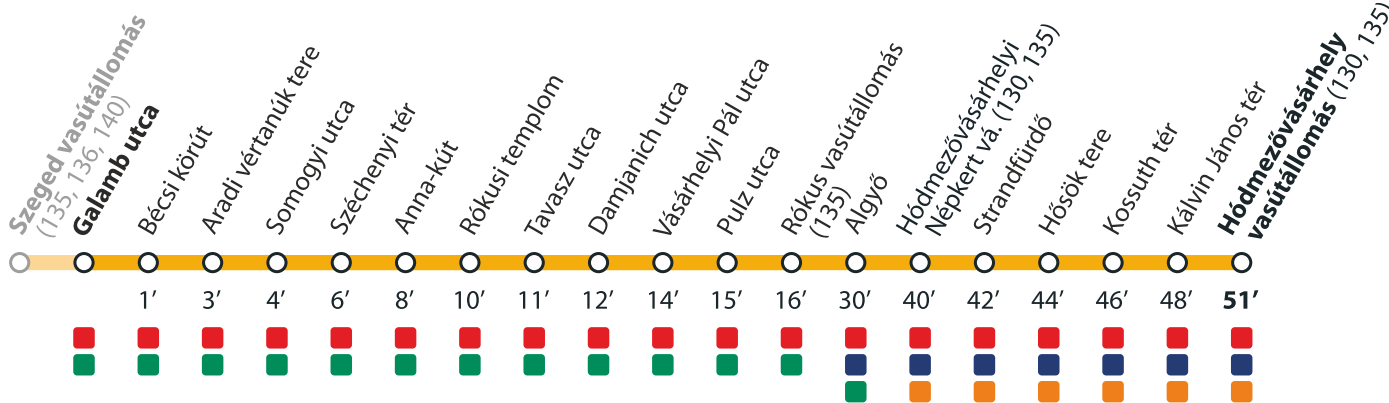 Szeged vasútállomás
(135, 136, 140)
Galamb utca
Bécsi körút
Aradi vértanúk tere
Somogyi utca
Széchenyi tér
Anna-kút
Rókusi templom
Tavasz utca
Damjanich utca
Vásárhelyi Pál utca
Pulz utca
Rókus vasútállomás
(135)
Algyő
Hódmezővásárhelyi
Népkert vá. (130, 135)
Strandfürdő
Hősök tere
Kossuth tér
Kálvin János tér
Hódmezővásárhely
vasútállomás (130, 135)
1’ 3’ 4’ 6’ 8’ 10’ 11’ 12’ 14’ 15’ 16’ 30’ 40’ 42’ 44’ 46’ 48’ 51’